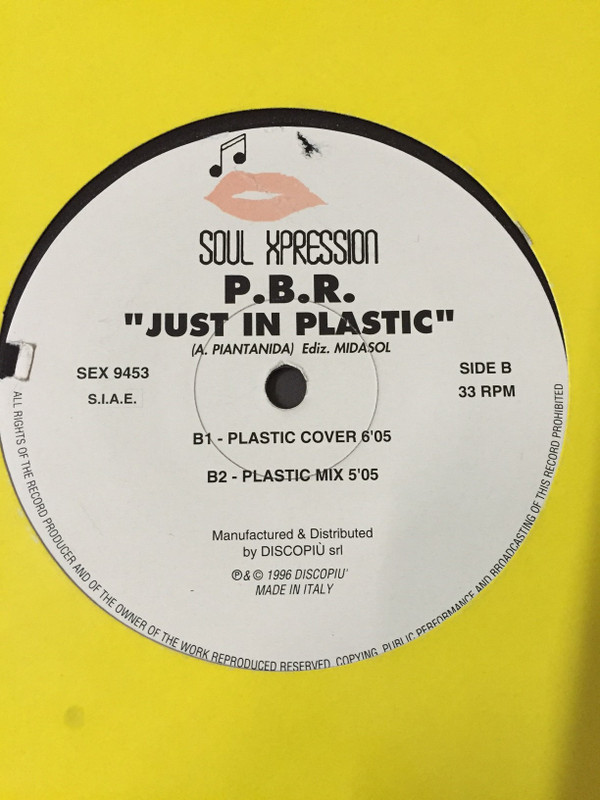 SOUL XPRESSION
P.B.R.
"JUST IN PLASTIC"
(A. PIANTANIDA) Ediz. MIDASOL
SEX 9453
S.I.A.E.
SIDE B
33 RPM
B1 - PLASTIC COVER 6'05
B2 - PLASTIC MIX 5'05
Manufactured & Distributed
by DISCOPIÙ srl
℗ & © 1996 DISCOPIU'
MADE IN ITALY
ALL RIGHTS OF THE RECORD PRODUCER AND OF THE OWNER OF THE WORK REPRODUCED RESERVED. COPYING, PUBLIC PERFORMANCE AND BROADCASTING OF THIS RECORD PROHIBITED